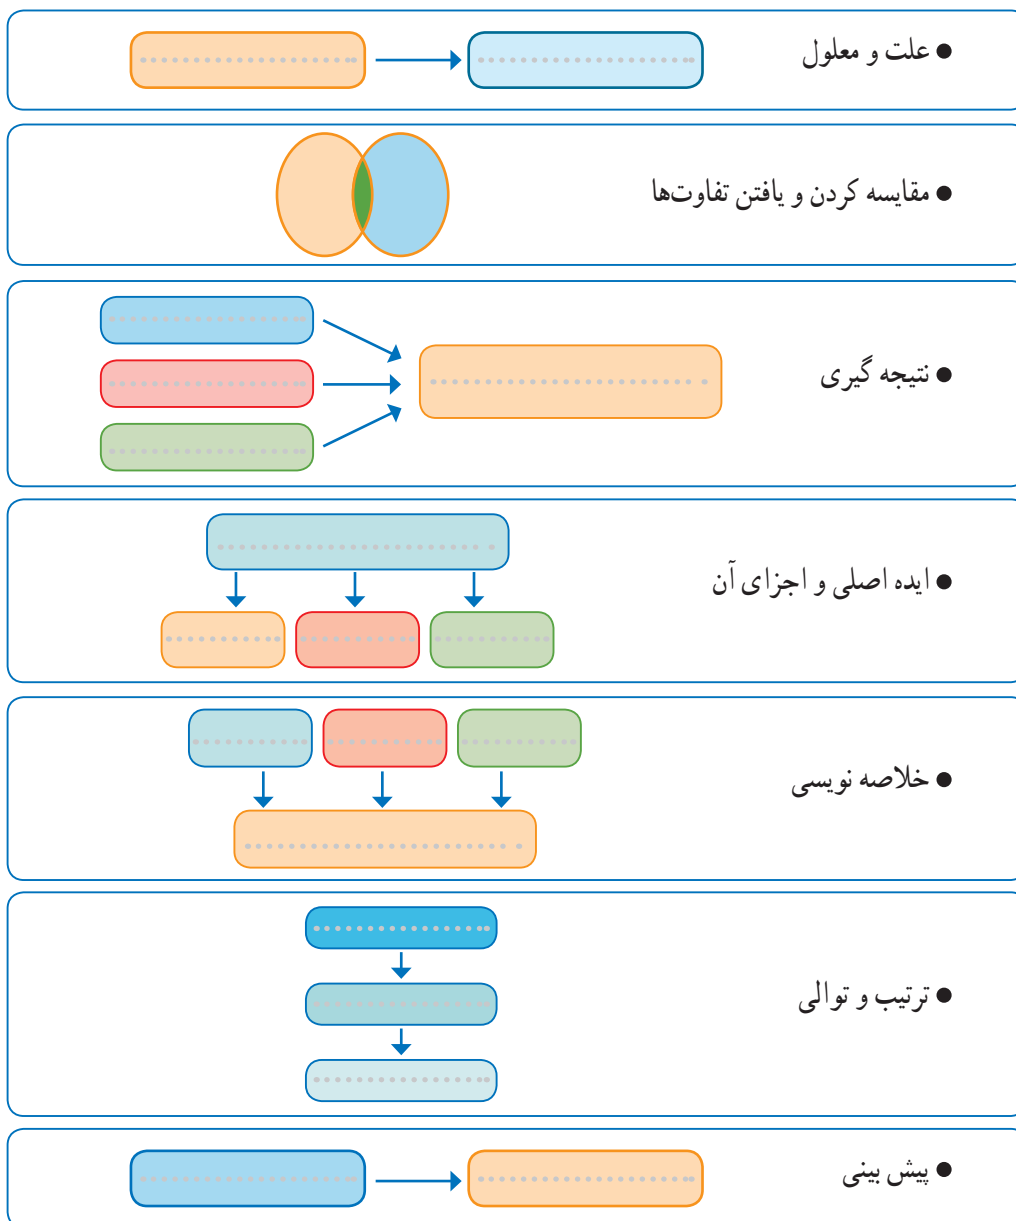 ● علت و معلول
● مقایسه کردن و یافتن تفاوت‌ها
● نتیجه گیری
● ایده اصلی و اجزای آن
● خلاصه نویسی
● ترتیب و توالی
● پیش بینی